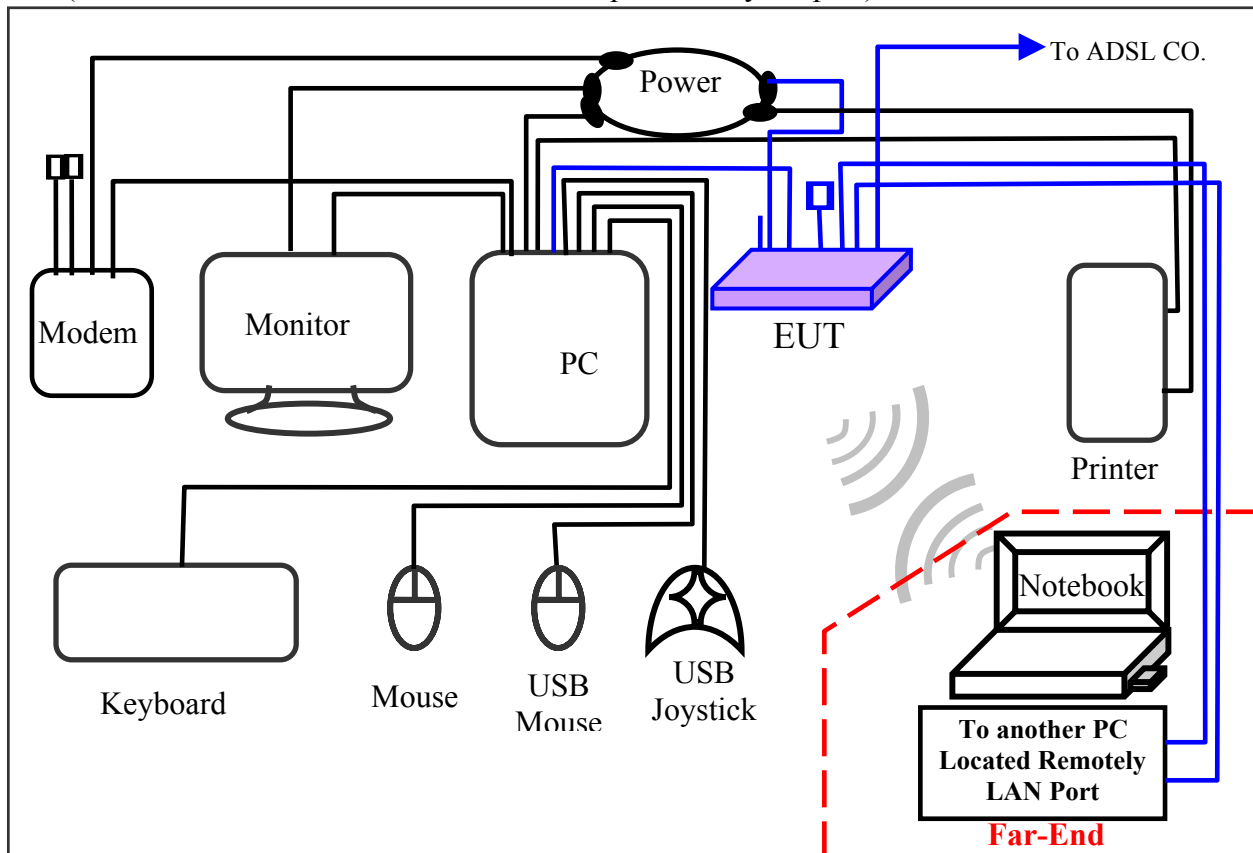 Power
To ADSL CO.
Modem
Monitor
PC
EUT
Printer
Notebook
Keyboard
Mouse
USB
Mouse
USB
Joystick
To another PC
Located Remotely
LAN Port
Far-End